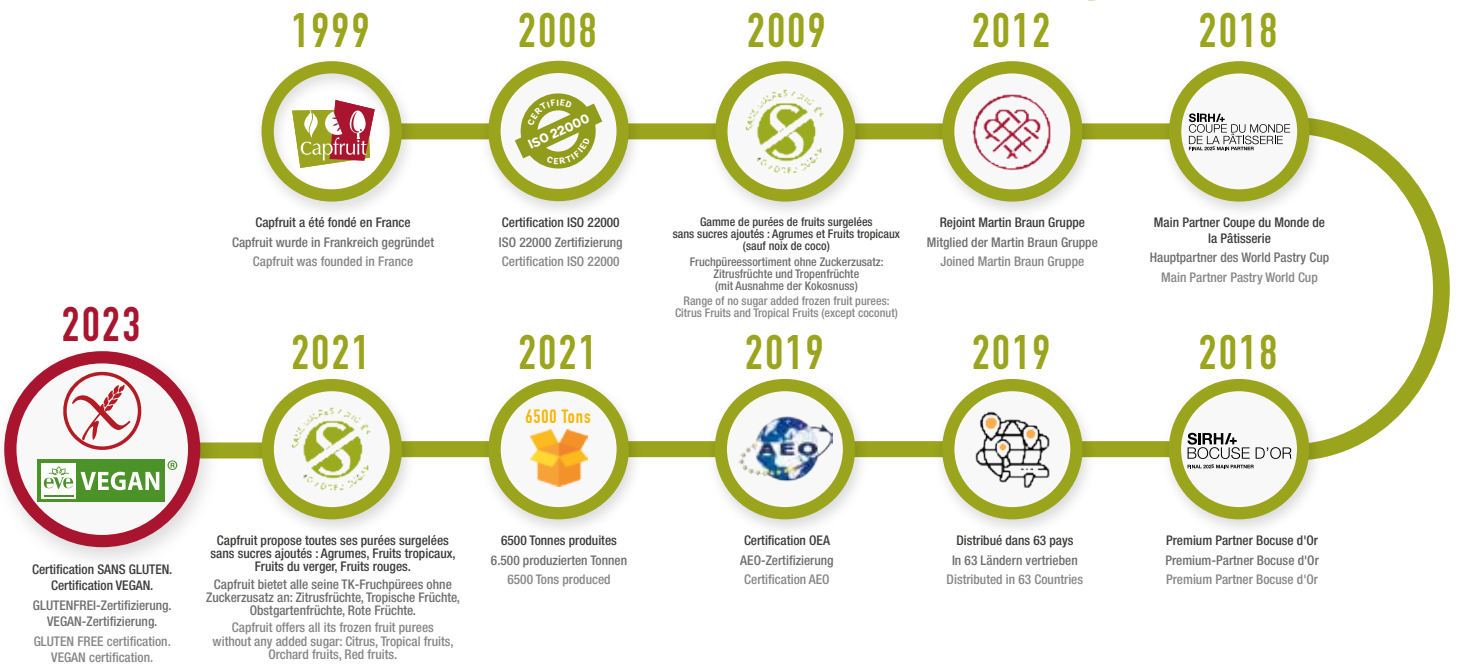 1999
Capfruit
Capfruit a été fondé en France
Capfruit wurde in Frankreich gegründet
Capfruit was founded in France
2008
CERTIFIED
ISO 22000
CERTIFIED
Certification ISO 22000
ISO 22000 Zertifizierung
Certification ISO 22000
2009
Gamme de purées de fruits surgelées
sans sucres ajoutés : Agrumes et Fruits tropicaux
(sauf noix de coco)
Fruchpüreessortiment ohne Zuckerzusatz:
Zitrusfrüchte und Tropenfrüchte
(mit Ausnahme der Kokosnuss)
Range of no sugar added frozen fruit purees:
Citrus Fruits and Tropical Fruits (except coconut)
2012
Rejoint Martin Braun Gruppe
Mitglied der Martin Braun Gruppe
Joined Martin Braun Gruppe
2018
SIRHA
COUPE DU MONDE
DE LA PÂTISSERIE
FINAL 2025 MAIN PARTNER
Main Partner Coupe du Monde de
la Pâtisserie
Hauptpartner des World Pastry Cup
Main Partner Pastry World Cup
2018
SIRHA
BOCUSE D'OR
FINAL 2025 MAIN PARTNER
Premium Partner Bocuse d'Or
Premium-Partner Bocuse d'Or
Premium Partner Bocuse d'Or
2019
Distribué dans 63 pays
In 63 Ländern vertrieben
Distributed in 63 Countries
2019
AEO
Certification OEA
AEO-Zertifizierung
Certification AEO
2021
6500 Tons
6500 Tonnes produites
6.500 produzierten Tonnen
6500 Tons produced
2021
Capfruit propose toutes ses purées surgelées
sans sucres ajoutés : Agrumes, Fruits tropicaux,
Fruits du verger, Fruits rouges.
Capfruit bietet alle seine TK-Fruchpürees ohne
Zuckerzusatz an: Zitrusfrüchte, Tropische Früchte,
Obstgartenfrüchte, Rote Früchte.
Capfruit offers all its frozen fruit purees
without any added sugar: Citrus, Tropical fruits,
Orchard fruits, Red fruits.
2023
eve VEGAN®
Certification SANS GLUTEN.
Certification VEGAN.
GLUTENFREI-Zertifizierung.
VEGAN-Zertifizierung.
GLUTEN FREE certification.
VEGAN certification.